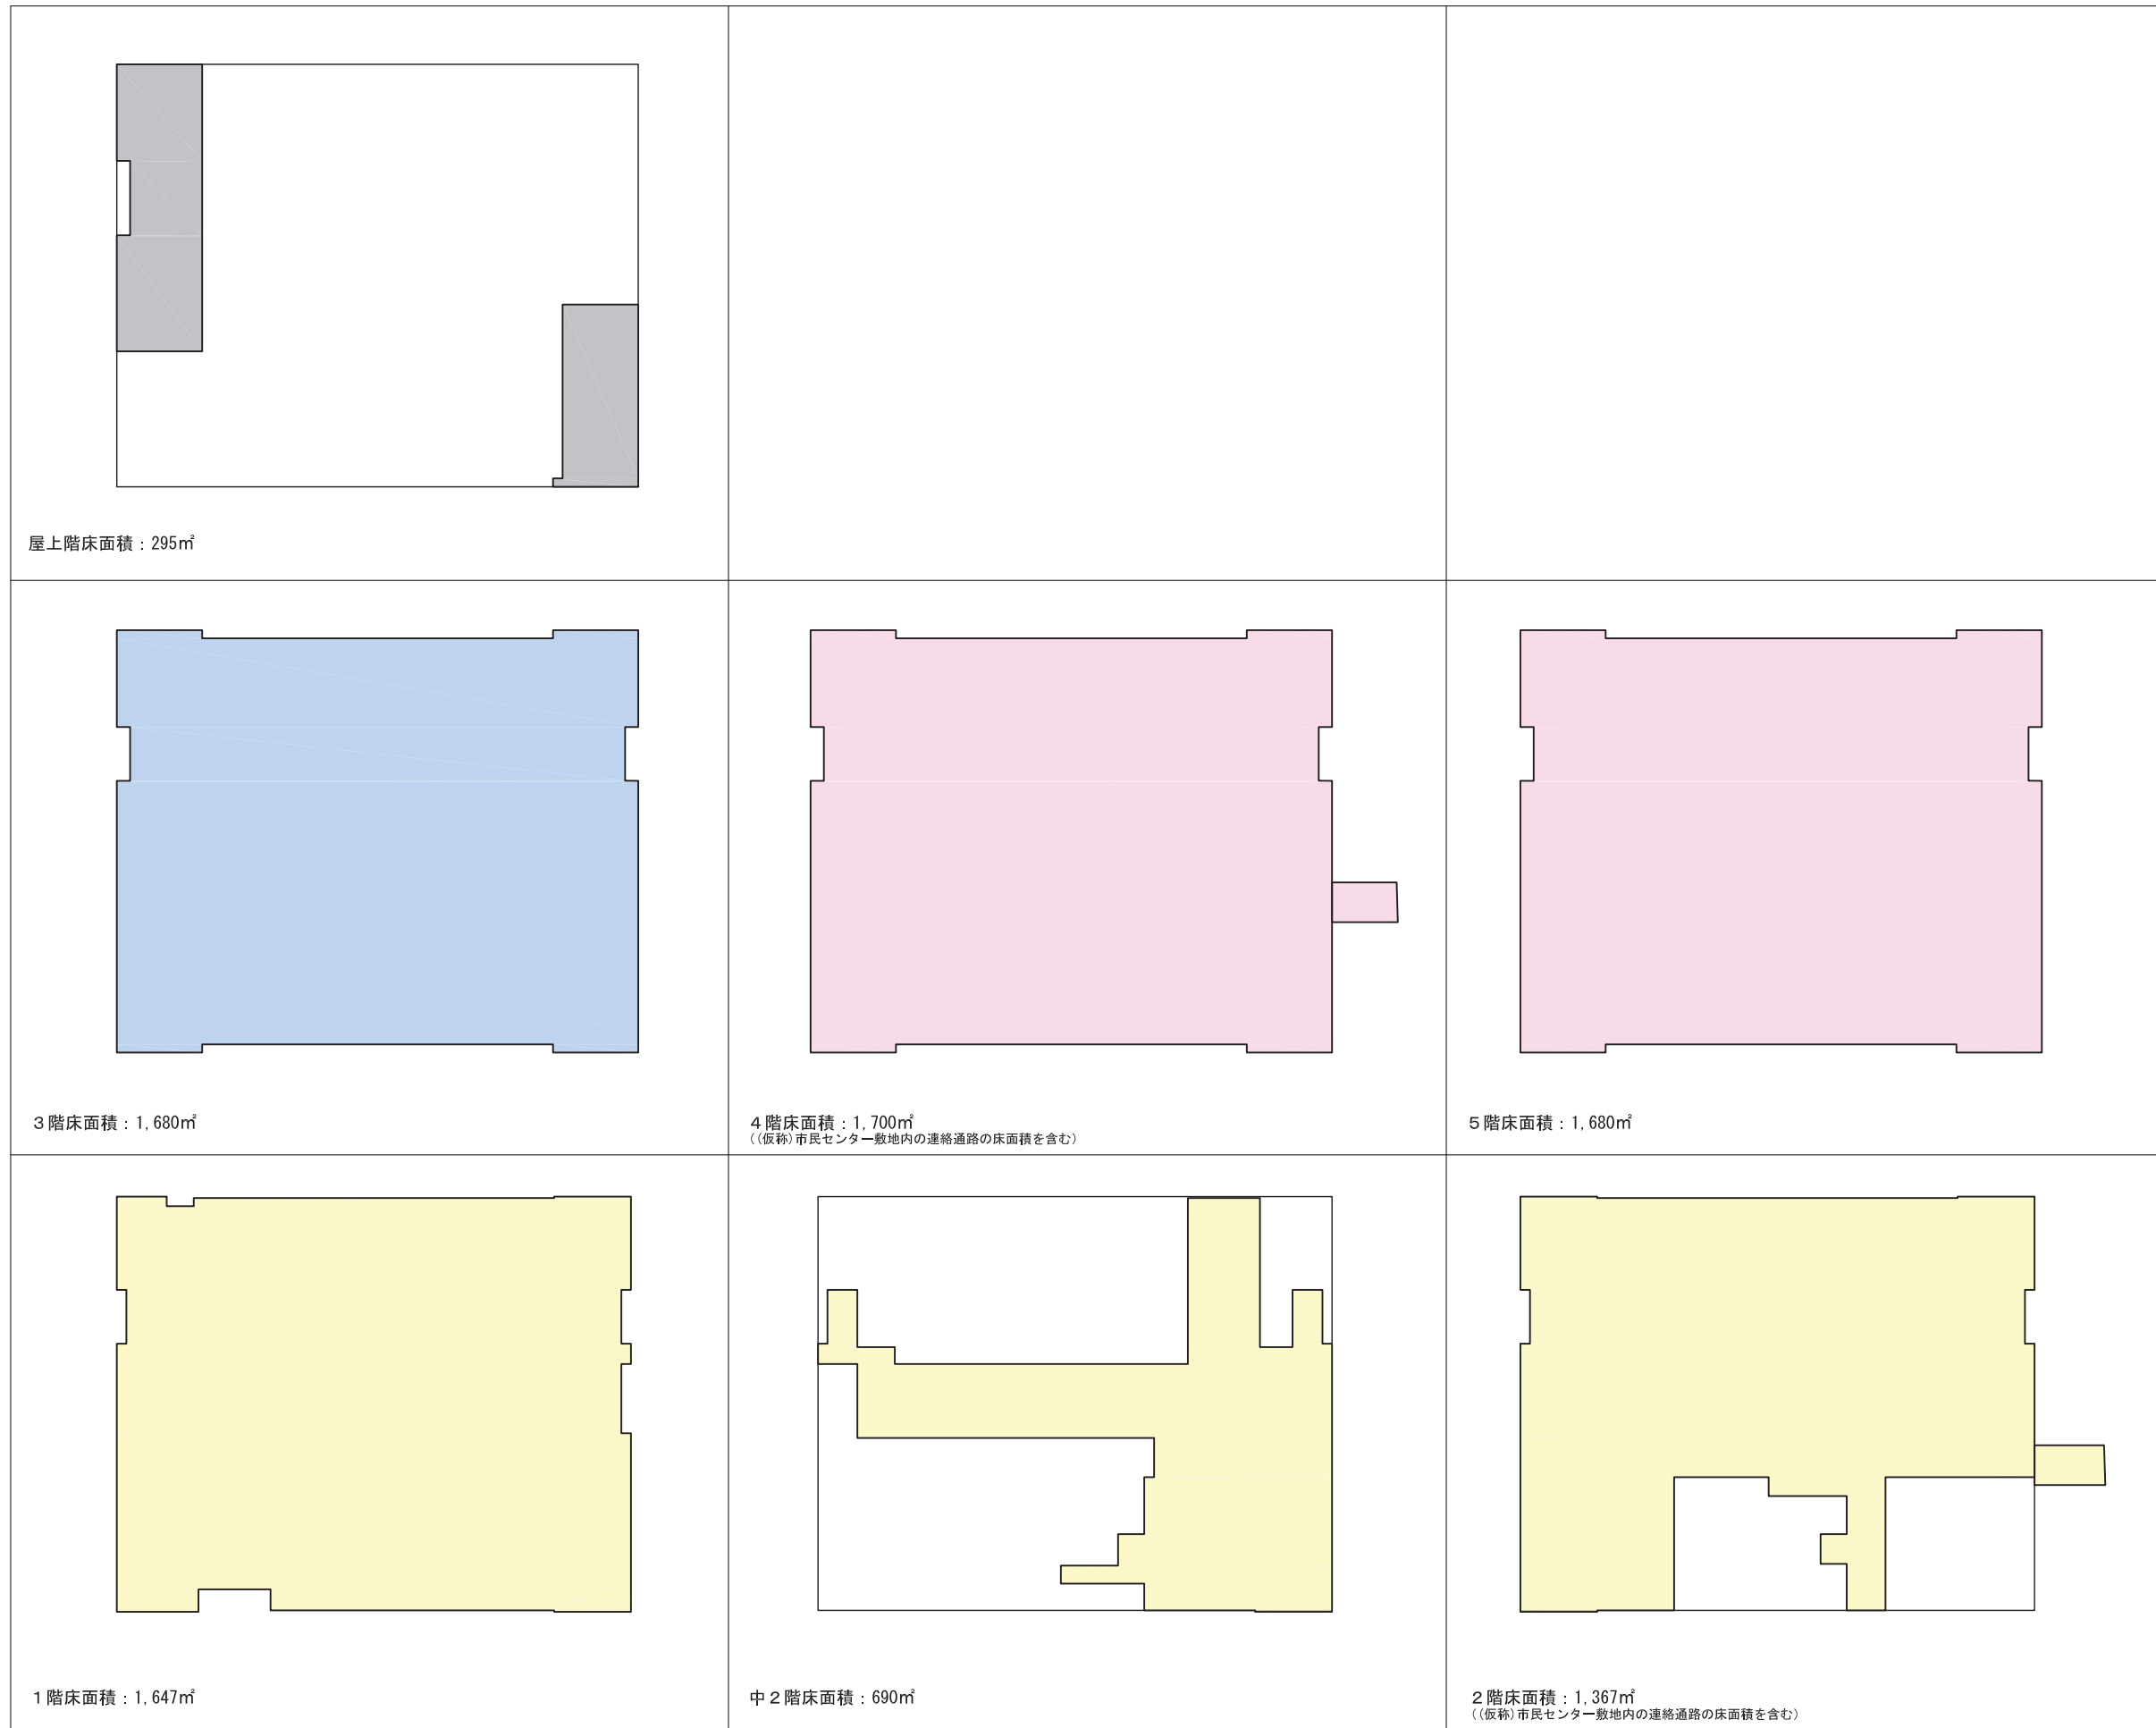 屋上階床面積：295㎡
３階床面積：1,680㎡
４階床面積：1,700㎡
（(仮称)市民センター敷地内の連絡通路の床面積を含む）
５階床面積：1,680㎡
１階床面積：1,647㎡
中２階床面積：690㎡
２階床面積：1,367㎡
（(仮称)市民センター敷地内の連絡通路の床面積を含む）